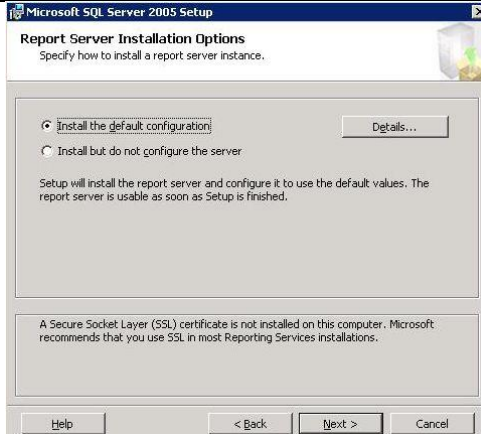 Microsoft SQL Server 2005 Setup
Report Server Installation Options
Specify how to install a report server instance.
Install the default configuration
Details...
Install but do not configure the server
Setup will install the report server and configure it to use the default values. The
report server is usable as soon as Setup is finished.
A Secure Socket Layer (SSL) certificate is not installed on this computer. Microsoft
recommends that you use SSL in most Reporting Services installations.
Help
< Back
Next >
Cancel